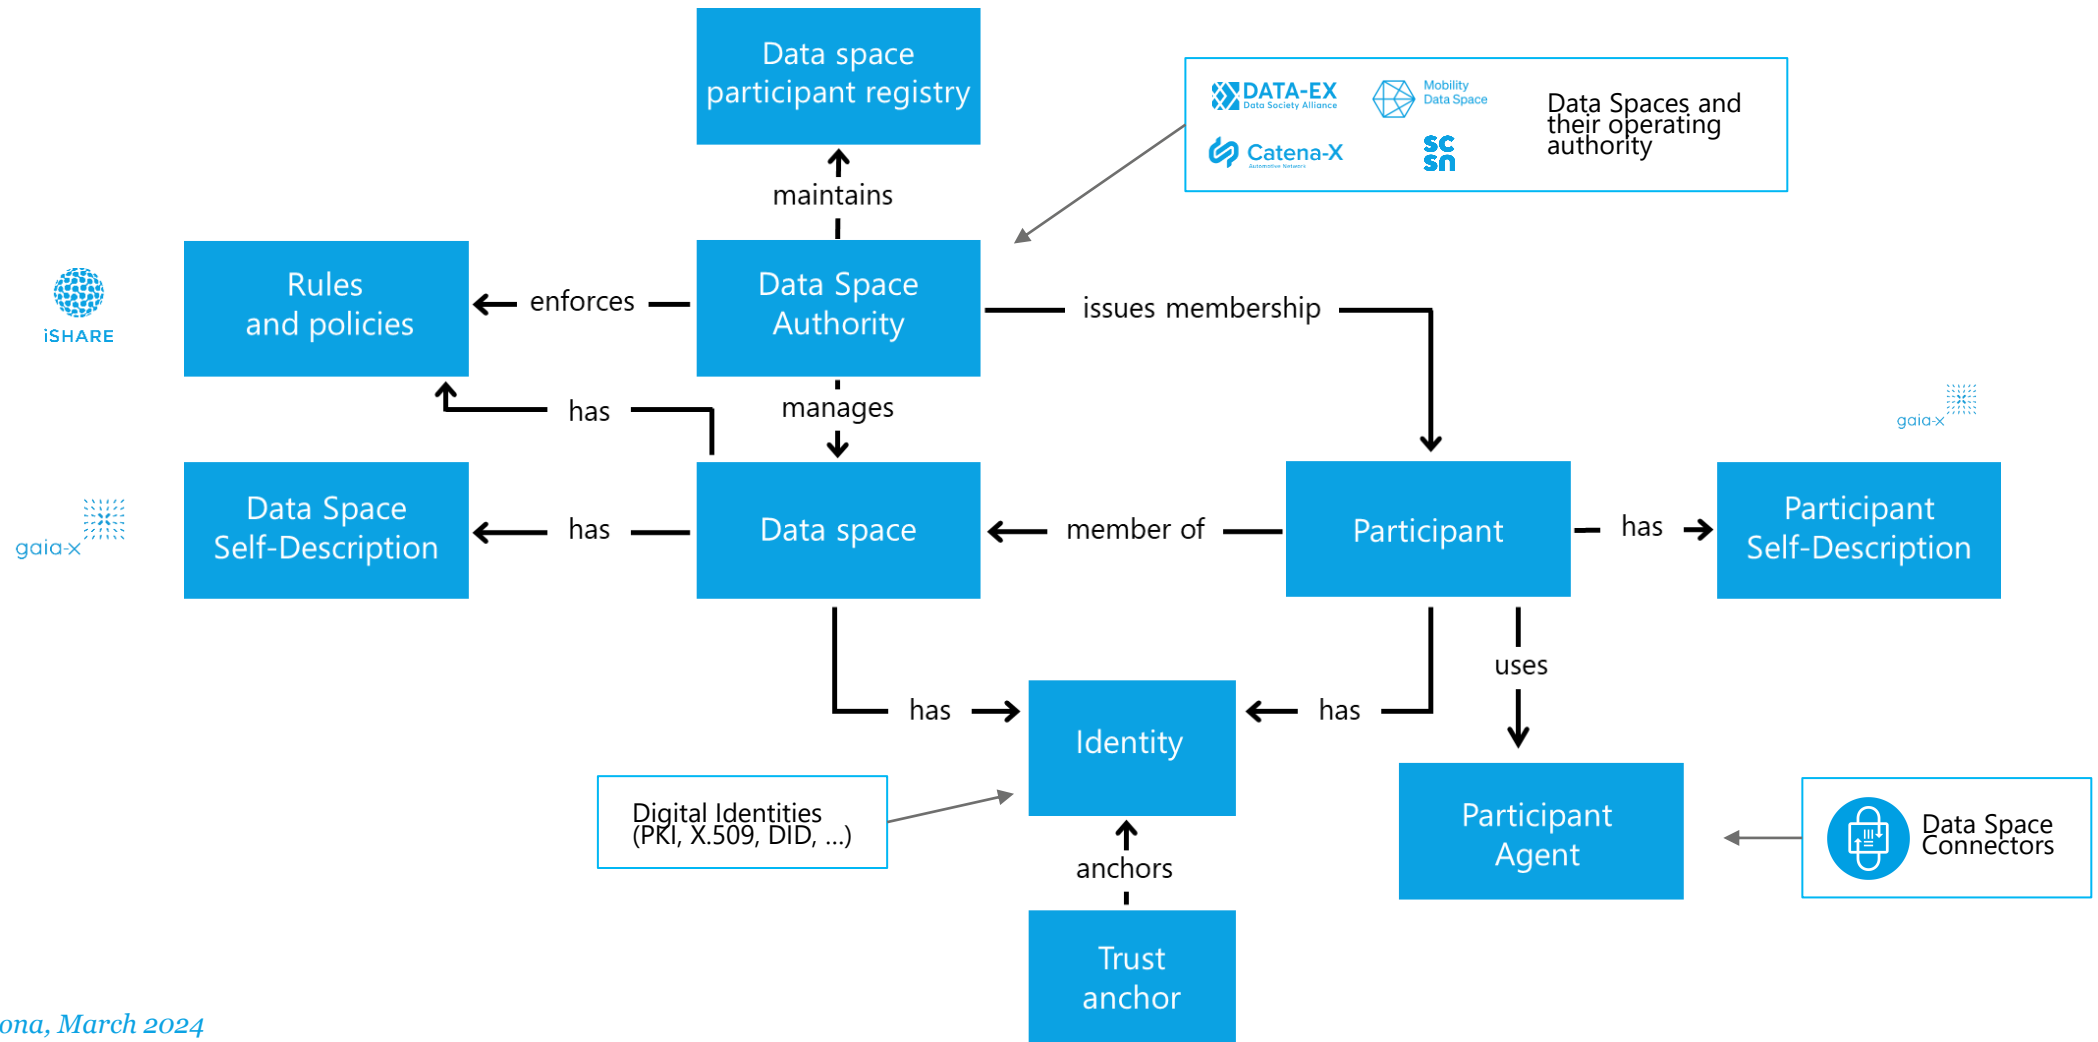 Data space
participant registry
DATA-EX
Data Society Alliance
Mobility
Data Space
Catena-X
Automotive Network
sc
sn
Data Spaces and
their operating
authority
maintains
iSHARE
Rules
and policies
enforces
Data Space
Authority
issues membership
has
manages
gaia-x
gaia-x
Data Space
Self-Description
has
Data space
member of
Participant
has
Participant
Self-Description
uses
has
Identity
has
Digital Identities
(PKI, X.509, DID, ...)
Participant
Agent
Data Space
Connectors
anchors
Trust
anchor
ona, March 2024